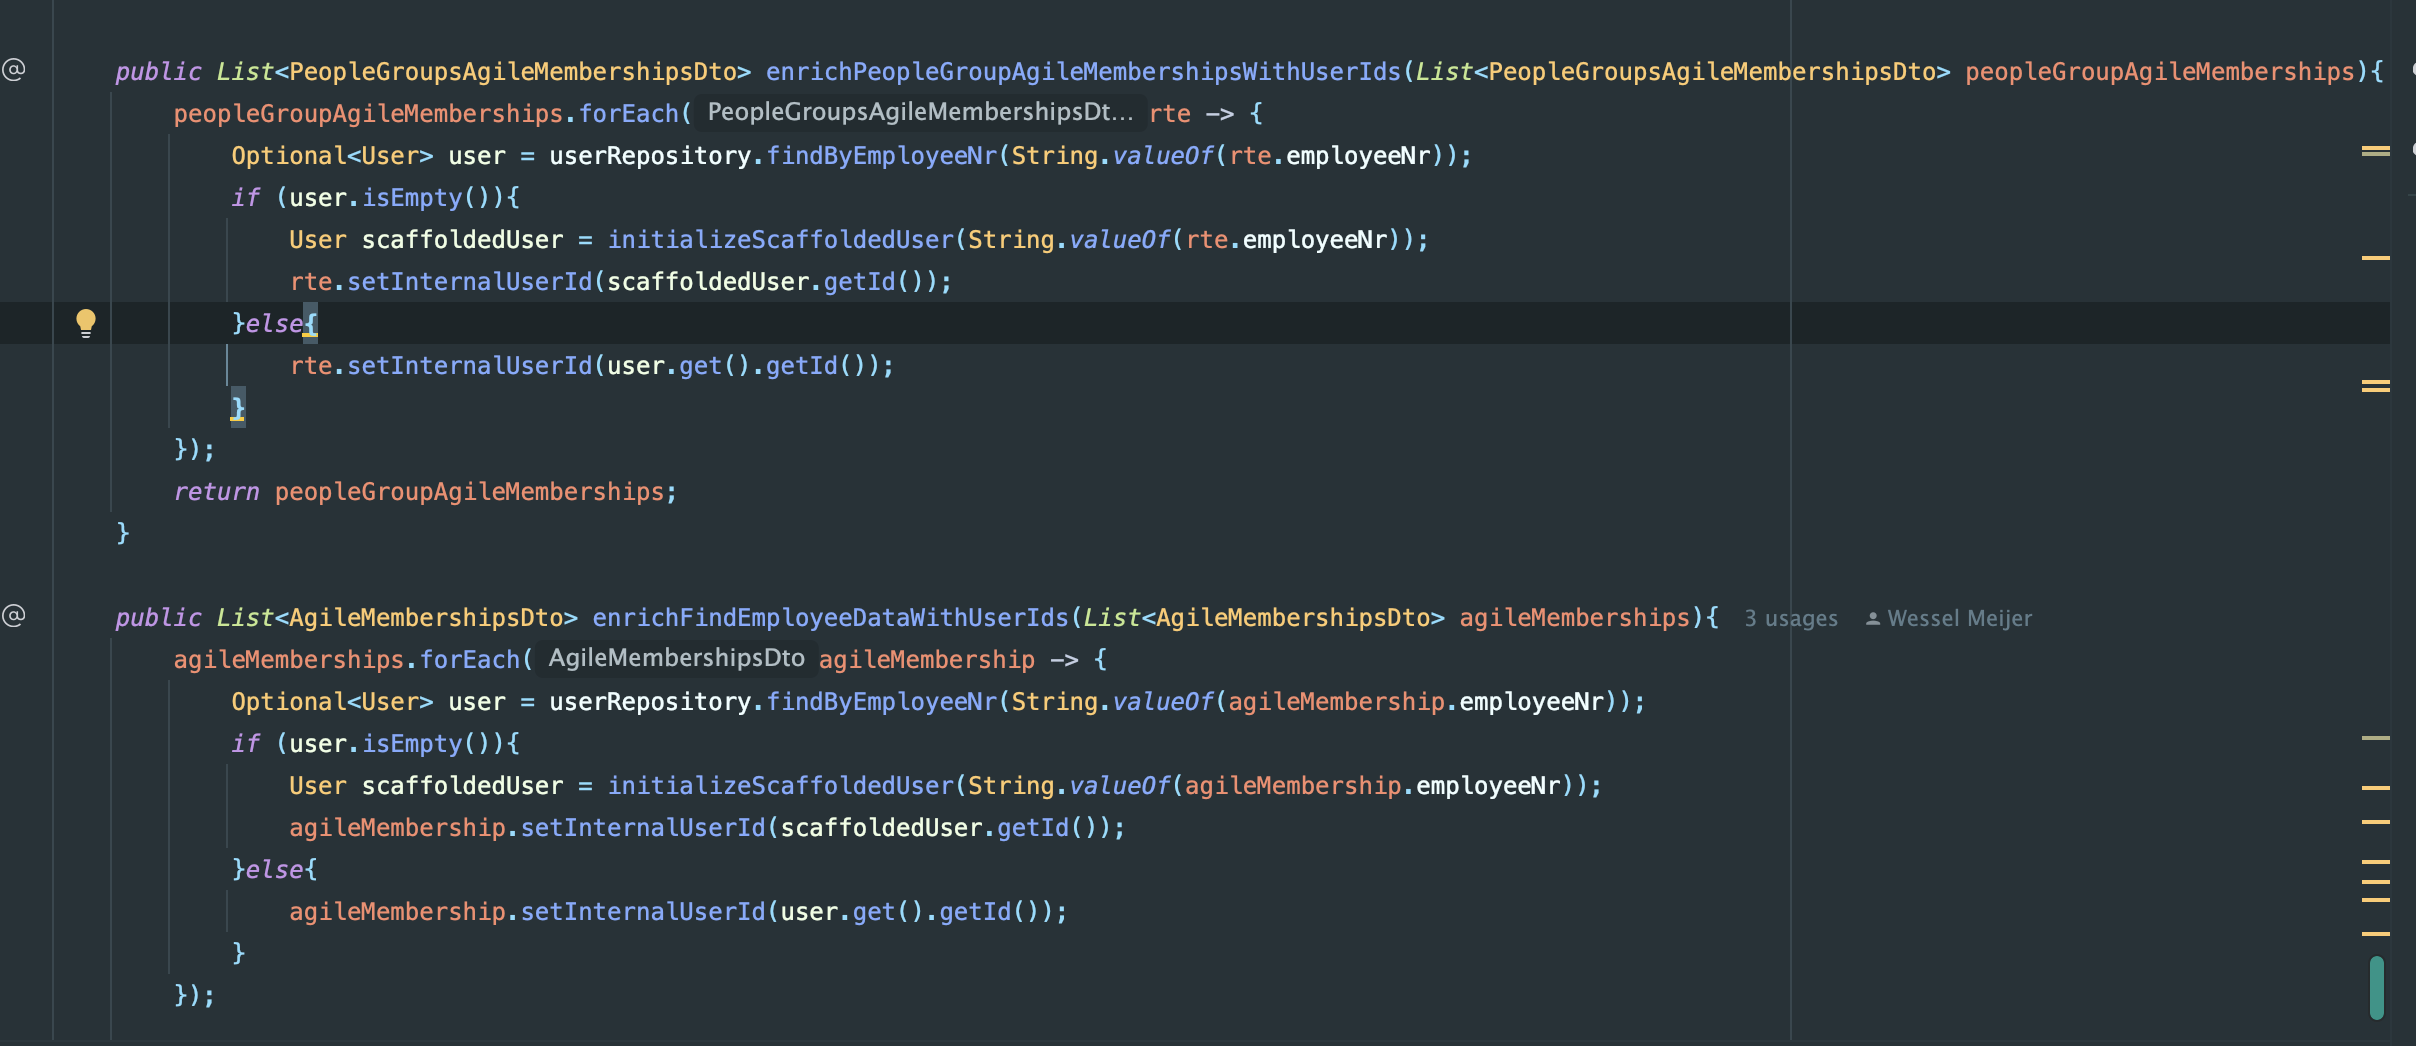 @ public List<PeopleGroupsAgileMembershipsDto> enrichPeopleGroupAgileMembershipsWithUserIds(List<PeopleGroupsAgileMembershipsDto> peopleGroupAgileMemberships){
peopleGroupAgileMemberships.forEach( PeopleGroupsAgileMembershipsDt... rte -> {
Optional<User> user = userRepository.findByEmployeeNr(String.valueOf(rte.employeeNr));
if (user.isEmpty()){
User scaffoldedUser = initializeScaffoldedUser(String.valueOf(rte.employeeNr));
rte.setInternalUserId(scaffoldedUser.getId());
}else{
rte.setInternalUserId(user.get().getId());
}
});
return peopleGroupAgileMemberships;
}
@ public List<AgileMembershipsDto> enrichFindEmployeeDataWithUserIds(List<AgileMembershipsDto> agileMemberships){ 3 usages Wessel Meijer
agileMemberships.forEach( AgileMembershipsDto agileMembership -> {
Optional<User> user = userRepository.findByEmployeeNr(String.valueOf(agileMembership.employeeNr));
if (user.isEmpty()){
User scaffoldedUser = initializeScaffoldedUser(String.valueOf(agileMembership.employeeNr));
agileMembership.setInternalUserId(scaffoldedUser.getId());
}else{
agileMembership.setInternalUserId(user.get().getId());
}
});